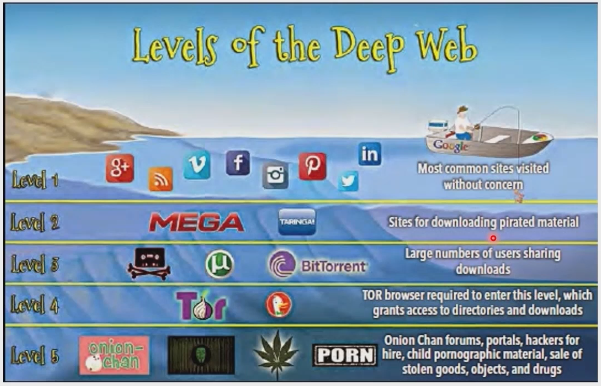 Levels of the Deep Web
Google
Level 1
g+
v
f
p
in
Most common sites visited
without concern
Level 2
MEGA
TARINGA!
Sites for downloading pirated material
Level 3
µ
BitTorrent
Large numbers of users sharing
downloads
Level 4
Tor
TOR browser required to enter this level, which
grants access to directories and downloads
Level 5
onion-
chan
PORN
Onion Chan forums, portals, hackers for
hire, child pornographic material, sale of
stolen goods, objects, and drugs